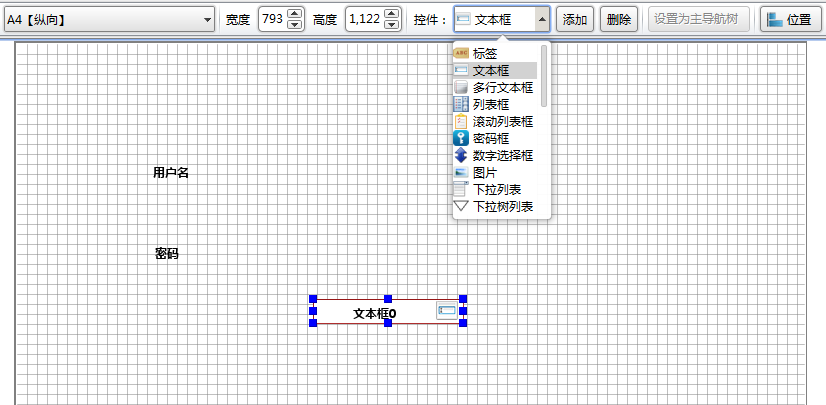 A4【纵向】 宽度 793 高度 1,122 控件： 文本框 添加 删除 设置为主导航树 位置
ABC 标签
文本框
多行文本框
列表框
滚动列表框
密码框
数字选择框
图片
下拉列表
下拉树列表
用户名
密码
文本框0